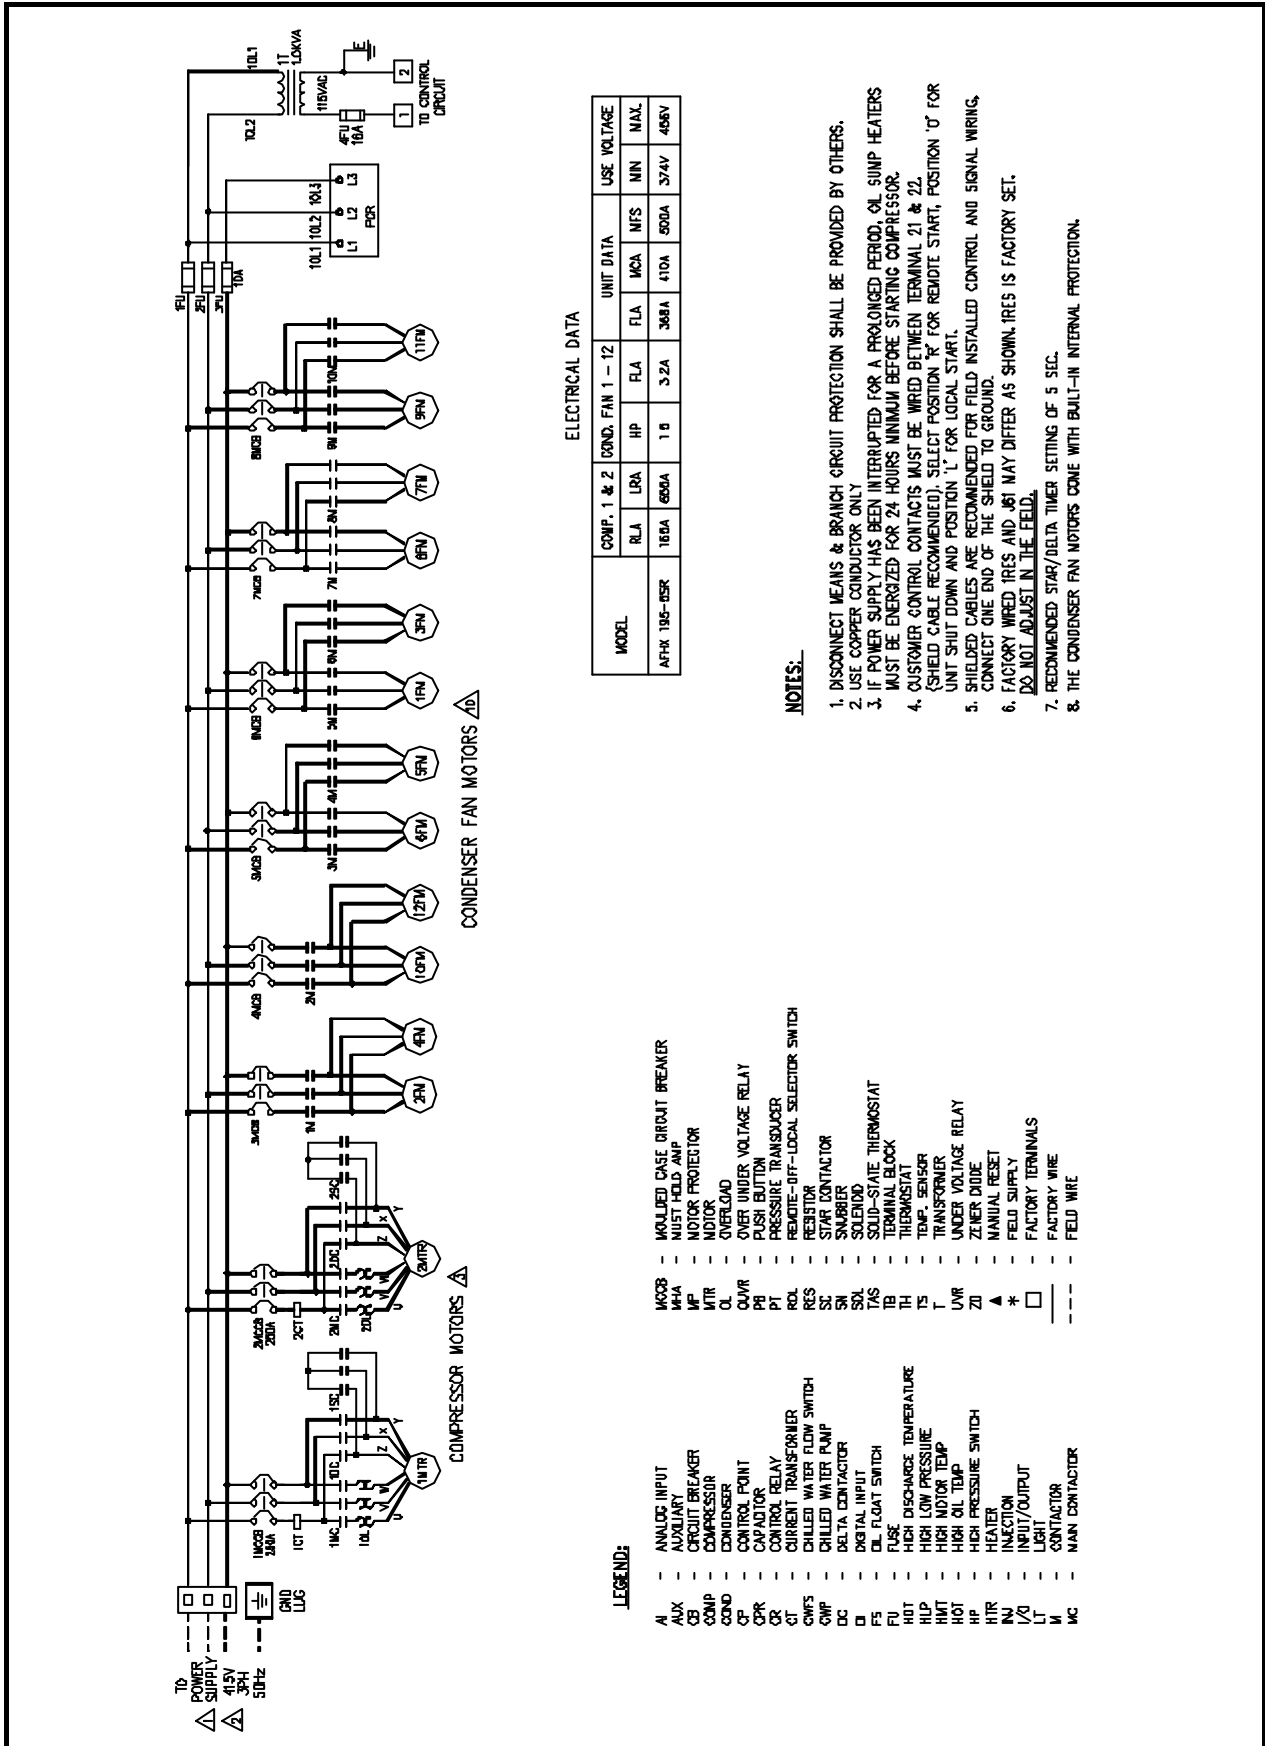 TO
POWER
SUPPLY
415V
3PH
50Hz
1
2
GND
LUG
1MCCB
1CT
1MC
1OL
1DC
1SC
U
V
W
Z
X
Y
1MTR
2MCCB
250A
2CT
2MC
2OL
2DC
2SC
U
V
W
Z
X
Y
2MTR
COMPRESSOR MOTORS 3
3MCB
1M
2FM
4FM
4MCB
2M
10FM
12FM
5MCB
3M
4M
5FM
6MCB
5M
6M
1FM
3FM
7MCB
7M
8M
7FM
8MCB
9M
10M
9FM
11FM
CONDENSER FAN MOTORS 10
1FU
2FU
3FU
10A
10L1 10L2 10L3
L1 L2 L3
PCR
10L2
10L1
1T
1.0KVA
115VAC
4FU
16A
E
1
2
TO CONTROL
CIRCUIT
ELECTRICAL DATA
MODEL
COMP. 1 & 2
COND. FAN 1 - 12
UNIT DATA
USE VOLTAGE
RLA LRA HP FLA FLA MCA MFS MIN MAX.
410A 500A 374V 456V
LEGEND:
AI - ANALOG INPUT
AUX - AUXILIARY
CB - CIRCUIT BREAKER
COMP - COMPRESSOR
COND - CONDENSER
CP - CONTROL POINT
CPR - CAPACITOR
CR - CONTROL RELAY
CT - CURRENT TRANSFORMER
CWFS - CHILLED WATER FLOW SWITCH
CWP - CHILLED WATER PUMP
DC - DELTA CONTACTOR
DI - DIGITAL INPUT
FS - OIL FLOAT SWITCH
FU - FUSE
HDT - HIGH DISCHARGE TEMPERATURE
HLP - HIGH LOW PRESSURE
HMT - HIGH MOTOR TEMP
HOT - HIGH OIL TEMP
HP - HIGH PRESSURE SWITCH
HTR - HEATER
INJ - INJECTION
I/O - INPUT/OUTPUT
LT - LIGHT
M - CONTACTOR
MC - MAIN CONTACTOR
MCCB - MOULDED CASE CIRCUIT BREAKER
MHA - MUST HOLD AMP
MP - MOTOR PROTECTOR
MTR - MOTOR
OL - OVERLOAD
OUVR - OVER UNDER VOLTAGE RELAY
PB - PUSH BUTTON
PT - PRESSURE TRANSDUCER
ROL - REMOTE-OFF-LOCAL SELECTOR SWITCH
RES - RESISTOR
SC - STAR CONTACTOR
SN - SNUBBER
SOL - SOLENOID
TAS - SOLID-STATE THERMOSTAT
TB - TERMINAL BLOCK
TH - THERMOSTAT
TS - TEMP. SENSOR
T - TRANSFORMER
UVR - UNDER VOLTAGE RELAY
ZD - ZENER DIODE
▲ - MANUAL RESET
* - FIELD SUPPLY
□ - FACTORY TERMINALS
—— - FACTORY WIRE
--- - FIELD WIRE
NOTES:
1. DISCONNECT MEANS & BRANCH CIRCUIT PROTECTION SHALL BE PROVIDED BY OTHERS.
2. USE COPPER CONDUCTOR ONLY
3. IF POWER SUPPLY HAS BEEN INTERRUPTED FOR A PROLONGED PERIOD, OIL SUMP HEATERS
MUST BE ENERGIZED FOR 24 HOURS MINIMUM BEFORE STARTING COMPRESSOR.
4. CUSTOMER CONTROL CONTACTS MUST BE WIRED BETWEEN TERMINAL 21 & 22.
(SHIELD CABLE RECOMMENDED). SELECT POSITION 'R' FOR REMOTE START, POSITION 'O' FOR
UNIT SHUT DOWN AND POSITION 'L' FOR LOCAL START.
5. SHIELDED CABLES ARE RECOMMENDED FOR FIELD INSTALLED CONTROL AND SIGNAL WIRING,
CONNECT ONE END OF THE SHIELD TO GROUND.
6. FACTORY WIRED 1RES AND J61 MAY DIFFER AS SHOWN. 1RES IS FACTORY SET.
DO NOT ADJUST IN THE FIELD.
7. RECOMMENDED STAR/DELTA TIMER SETTING OF 5 SEC.
8. THE CONDENSER FAN MOTORS COME WITH BUILT-IN INTERNAL PROTECTION.